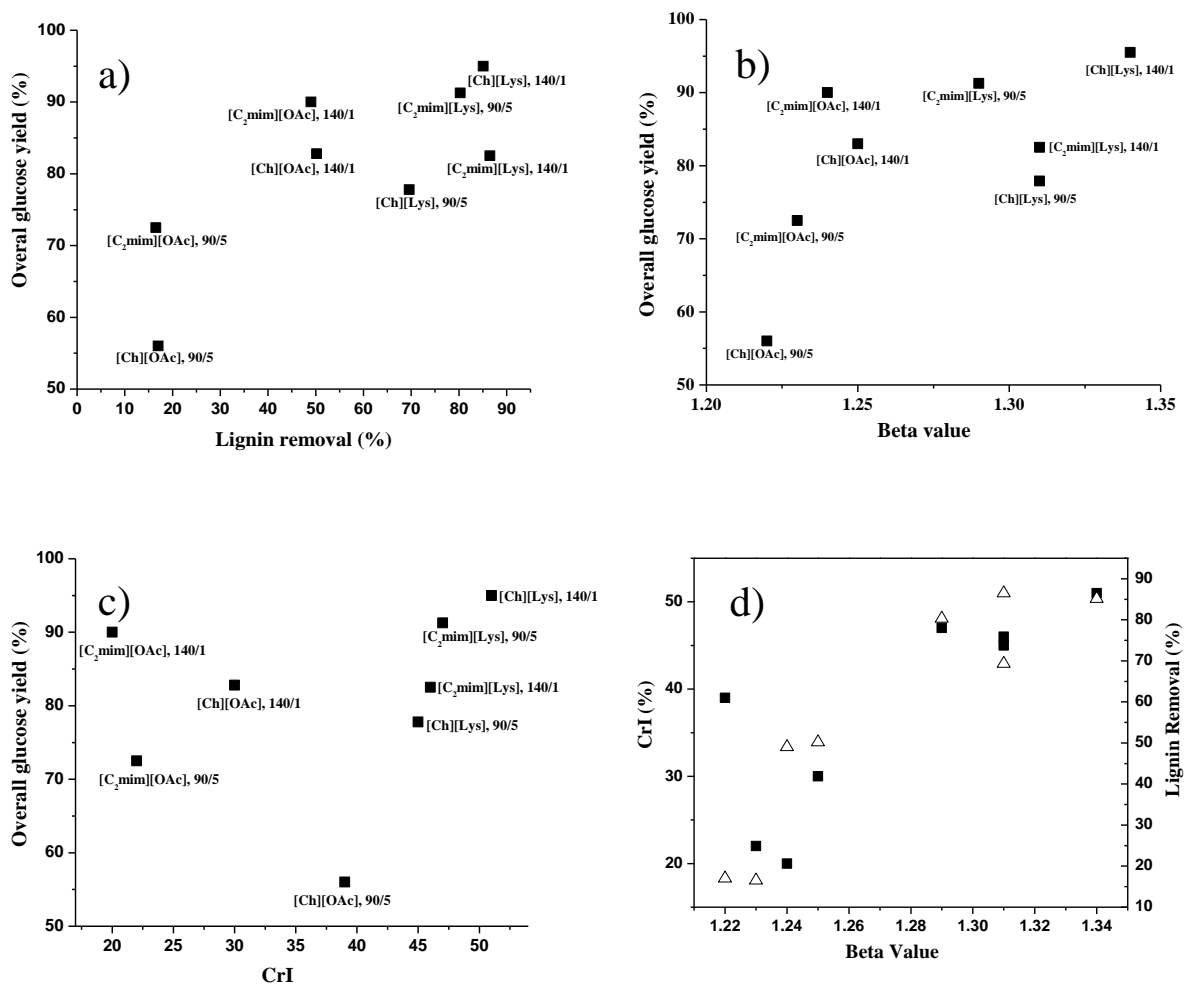 a)
Overal glucose yield (%)
100
90
80
70
60
50
[Ch][Lys], 140/1
[C2mim][Lys], 90/5
[C2mim][OAc], 140/1
[Ch][OAc], 140/1
[C2mim][Lys], 140/1
[Ch][Lys], 90/5
[C2mim][OAc], 90/5
[Ch][OAc], 90/5
0 10 20 30 40 50 60 70 80 90
Lignin removal (%)
b)
Overall glucose yield (%)
100
90
80
70
60
50
[Ch][Lys], 140/1
[C2mim][Lys], 90/5
[C2mim][OAc], 140/1
[C2mim][Lys], 140/1
[Ch][OAc], 140/1
[Ch][Lys], 90/5
[C2mim][OAc], 90/5
[Ch][OAc], 90/5
1.20 1.25 1.30 1.35
Beta value
c)
Overall glucose yield (%)
100
90
80
70
60
50
[Ch][Lys], 140/1
[C2mim][Lys], 90/5
[C2mim][OAc], 140/1
[C2mim][Lys], 140/1
[Ch][OAc], 140/1
[Ch][Lys], 90/5
[C2mim][OAc], 90/5
[Ch][OAc], 90/5
20 25 30 35 40 45 50
CrI
d)
CrI (%)
50
40
30
20
90
80
70
60
50
40
30
20
10
Lignin Removal (%)
1.22 1.24 1.26 1.28 1.30 1.32 1.34
Beta Value